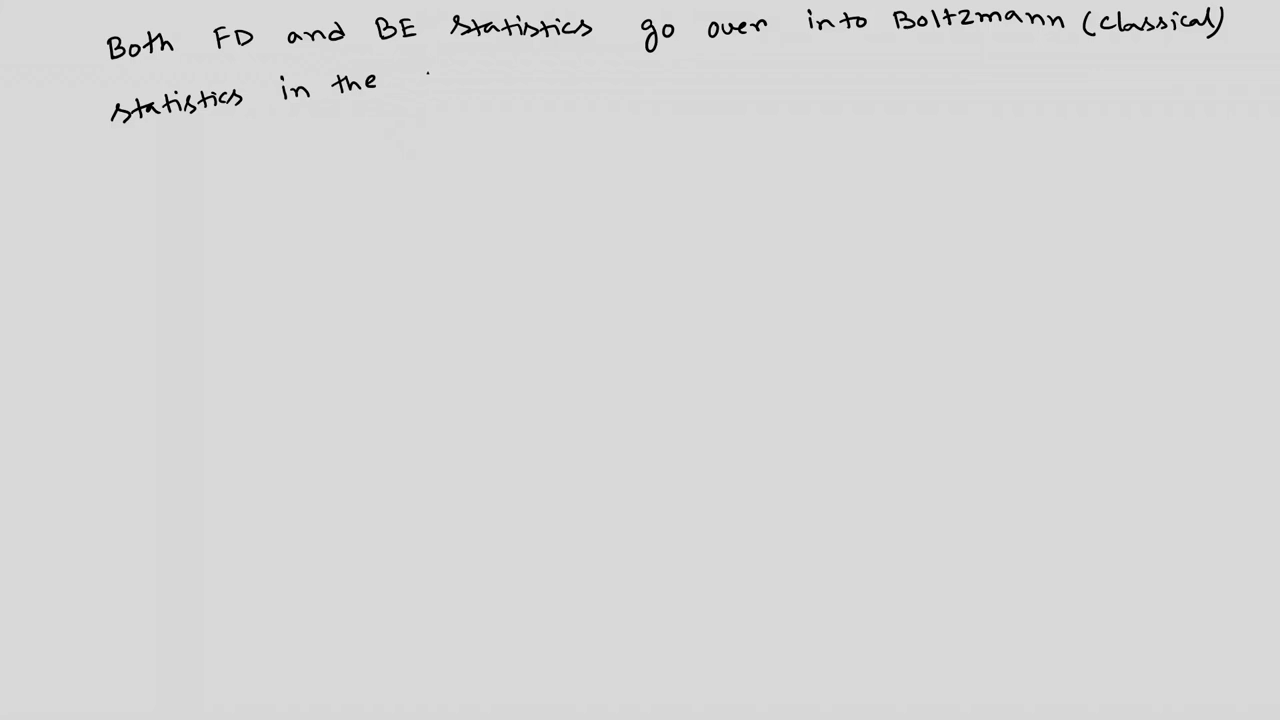 Both FD and BE statistics go over into Boltzmann (classical)
statistics in the